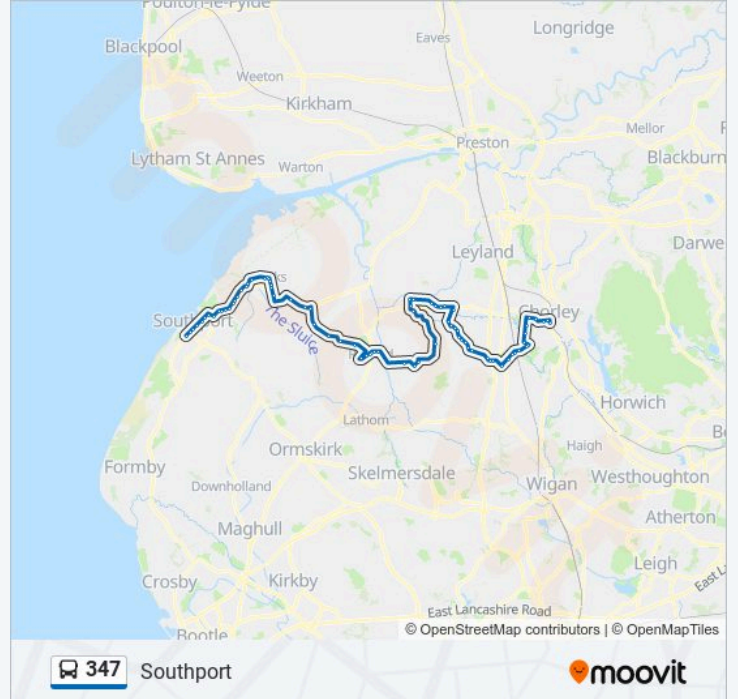 Poulton-le-Fylde
Longridge
Eaves
Blackpool
Weeton
Kirkham
Mellor
Preston
Blackburn
Lytham St Annes
Warton
Leyland
Darwe
ks
Southport
The Sluice
Chorley
Horwich
Lathom
Ormskirk
Haigh
Skelmersdale
Westhoughton
Formby
Downholland
Wigan
Atherton
Maghull
Leigh
Crosby
Kirkby
East Lancashire Road
East L
Bootle
© OpenStreetMap contributors | © OpenMapTiles
347 Southport
moovit